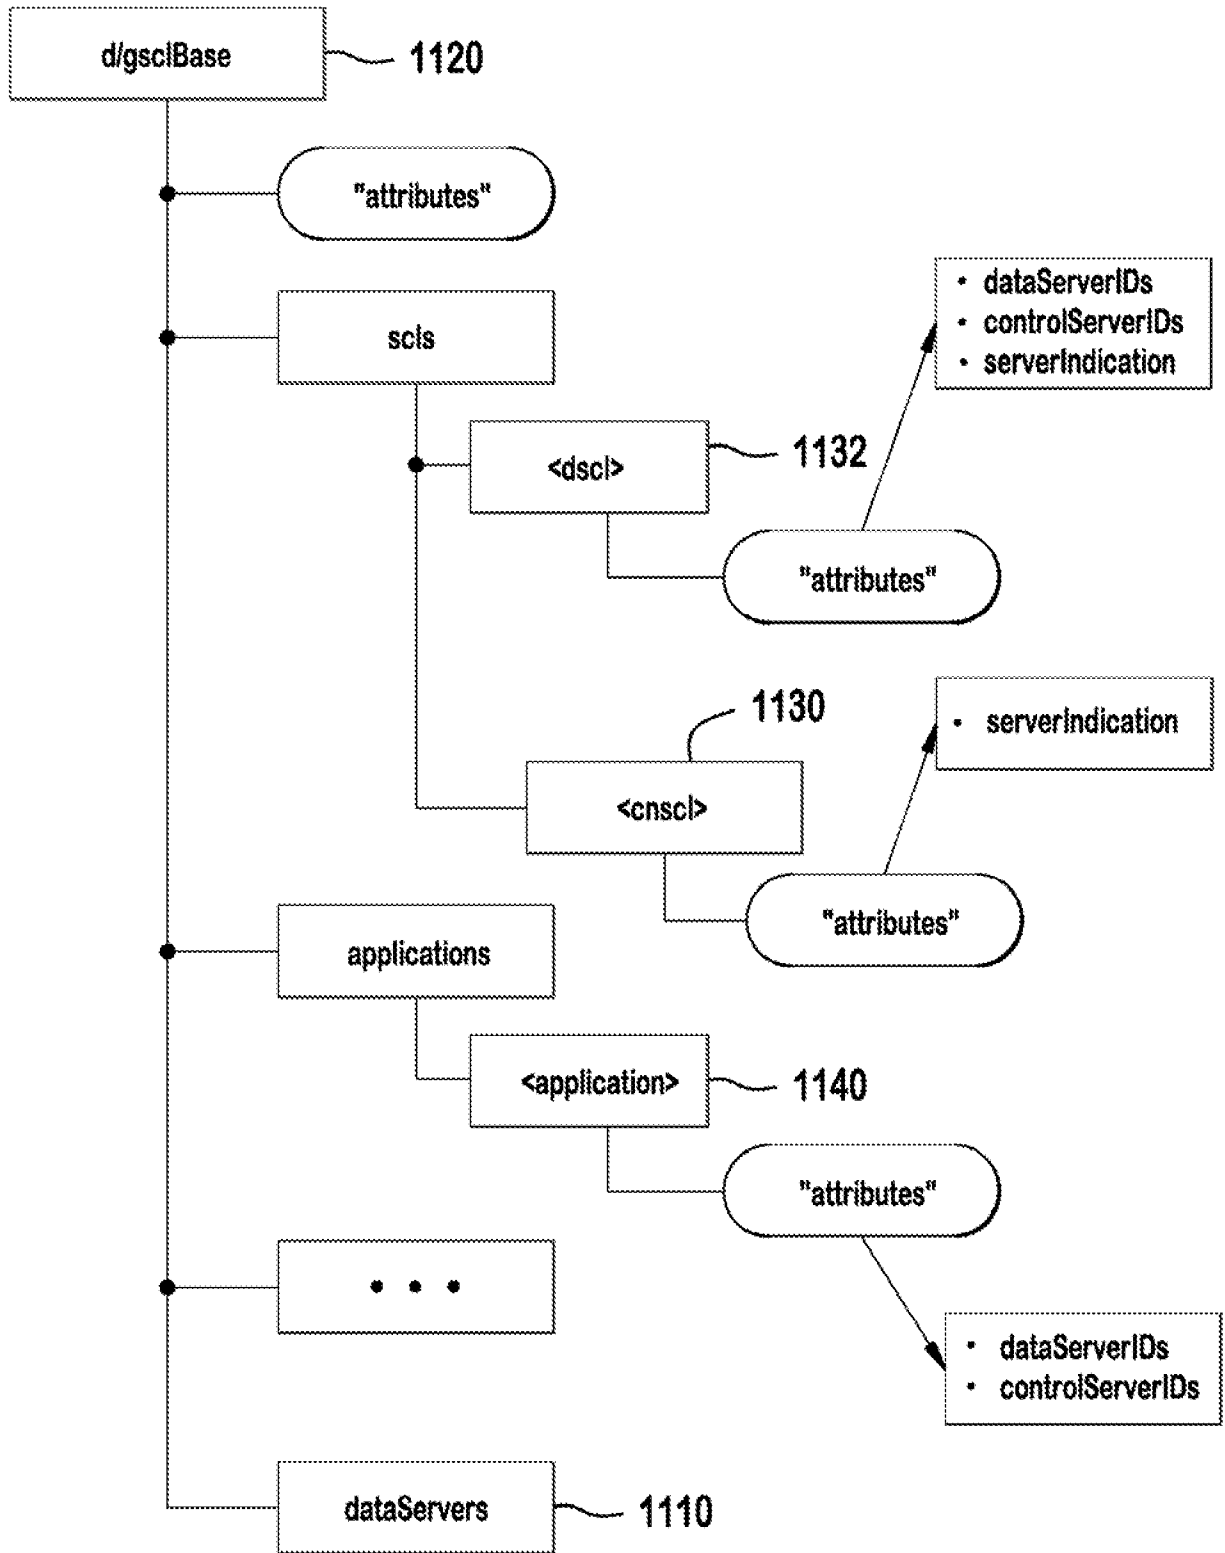 d/gsclBase
1120
"attributes"
scls
• dataServerIDs
• controlServerIDs
• serverIndication
<dscl>
1132
"attributes"
1130
• serverIndication
<cnscl>
"attributes"
applications
<application>
1140
"attributes"
• • •
• dataServerIDs
• controlServerIDs
dataServers
1110